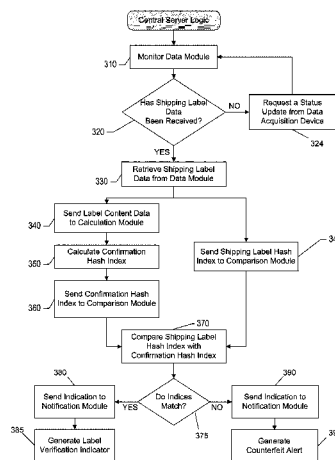 Central Server Logic
310
Monitor Data Module
Has Shipping Label
Data
Been Received?
320
NO
Request a Status
Update from Data
Acquisition Device
324
YES
330
Retrieve Shipping Label
Data from Data Module
340
Send Label Content Data
to Calculation Module
350
Calculate Confirmation
Hash Index
360
Send Confirmation Hash
Index to Comparison Module
Send Shipping Label Hash
Index to Comparison Module
370
Compare Shipping Label
Hash Index with
Confirmation Hash Index
380
Send Indication to
Notification Module
YES
Do Indices
Match?
375
NO
390
Send Indication to
Notification Module
385
Generate Label
Verification Indicator
Generate
Counterfeit Alert